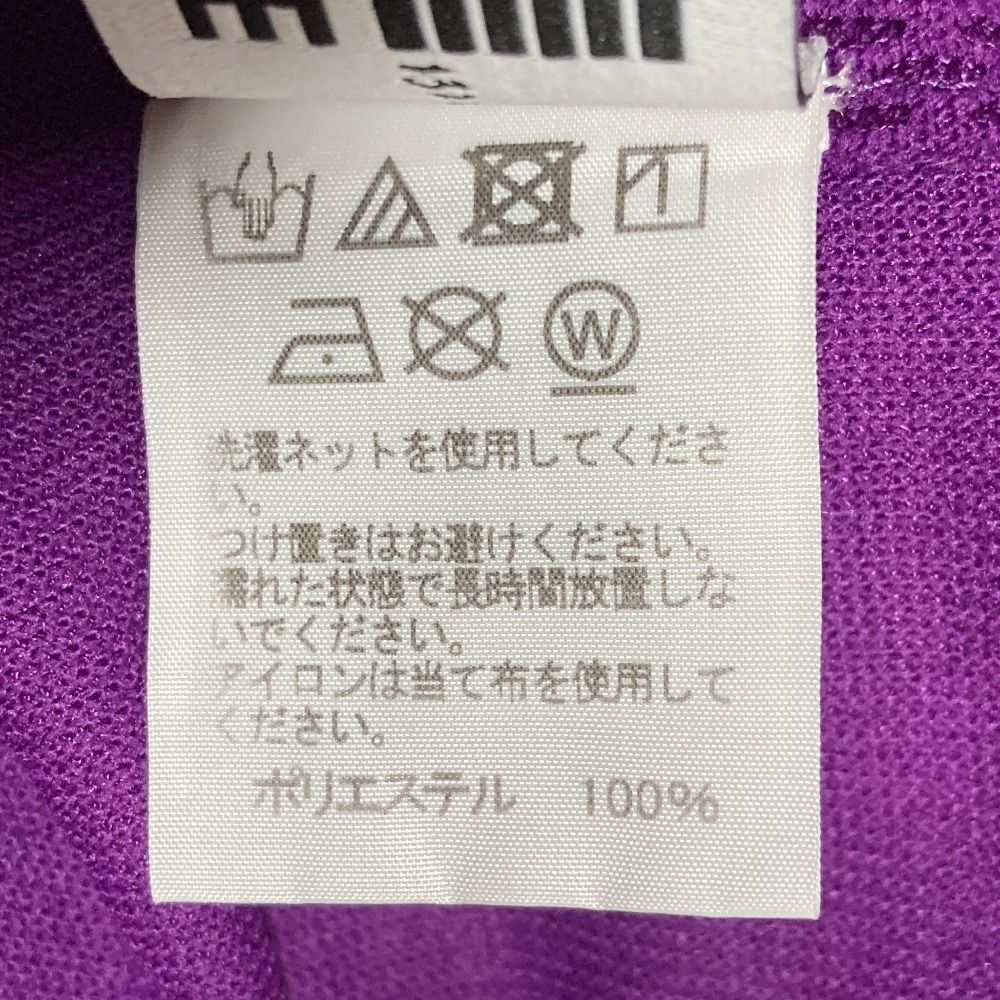 W
洗濯ネットを使用してくださ
い。
つけ置きはお避けください。
濡れた状態で長時間放置しな
いでください。
アイロンは当て布を使用して
ください。
ポリエステル 100%